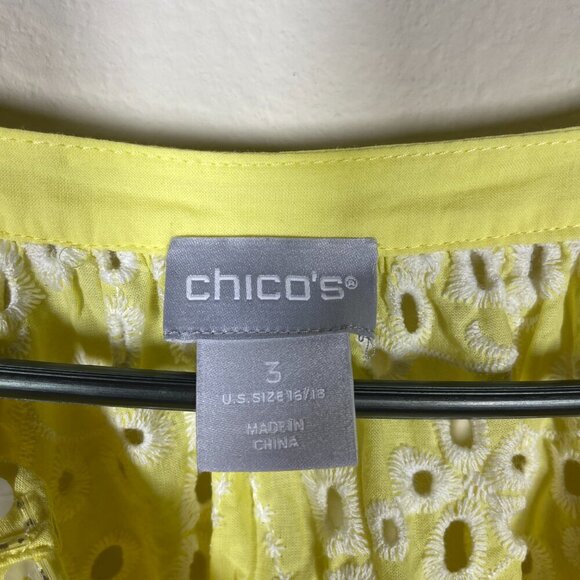 chico's®
3
U.S. SIZE 16/18
MADE IN
CHINA